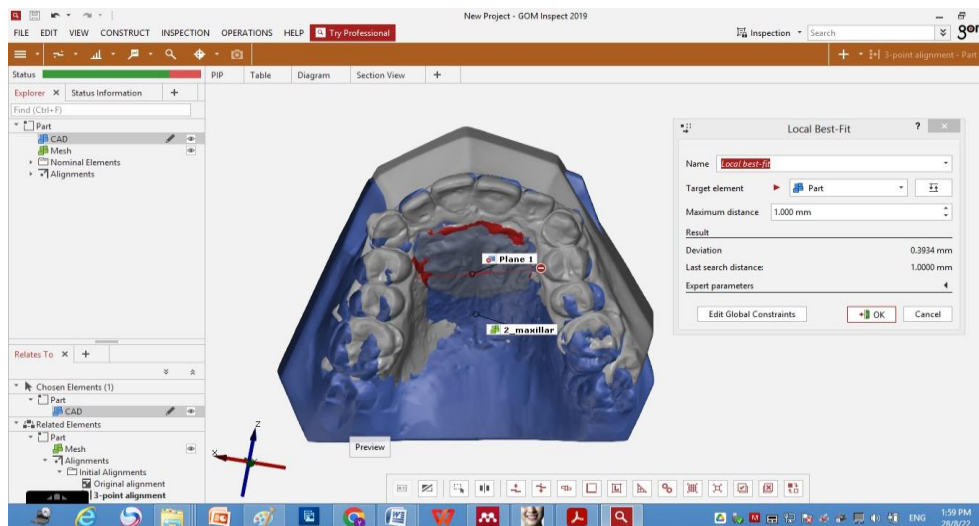 New Project - GOM Inspect 2019
FILE EDIT VIEW CONSTRUCT INSPECTION OPERATIONS HELP Try Professional
Inspection Search
3-point alignment - Part
Status
PIP Table Diagram Section View +
Explorer X Status Information +
Find (Ctrl+F)
Part
CAD
Mesh
Nominal Elements
Alignments
Plane 1
2_maxillar
Preview
Local Best-Fit ? X
Name Local best-fit
Target element Part
Maximum distance 1.000 mm
Result
Deviation 0.3934 mm
Last search distance: 1.0000 mm
Expert parameters
Edit Global Constraints OK Cancel
Relates To X +
Chosen Elements (1)
Part
CAD
Related Elements
Part
Mesh
Alignments
Initial Alignments
Original alignment
3-point alignment
X
Z
ENG
1:59 PM